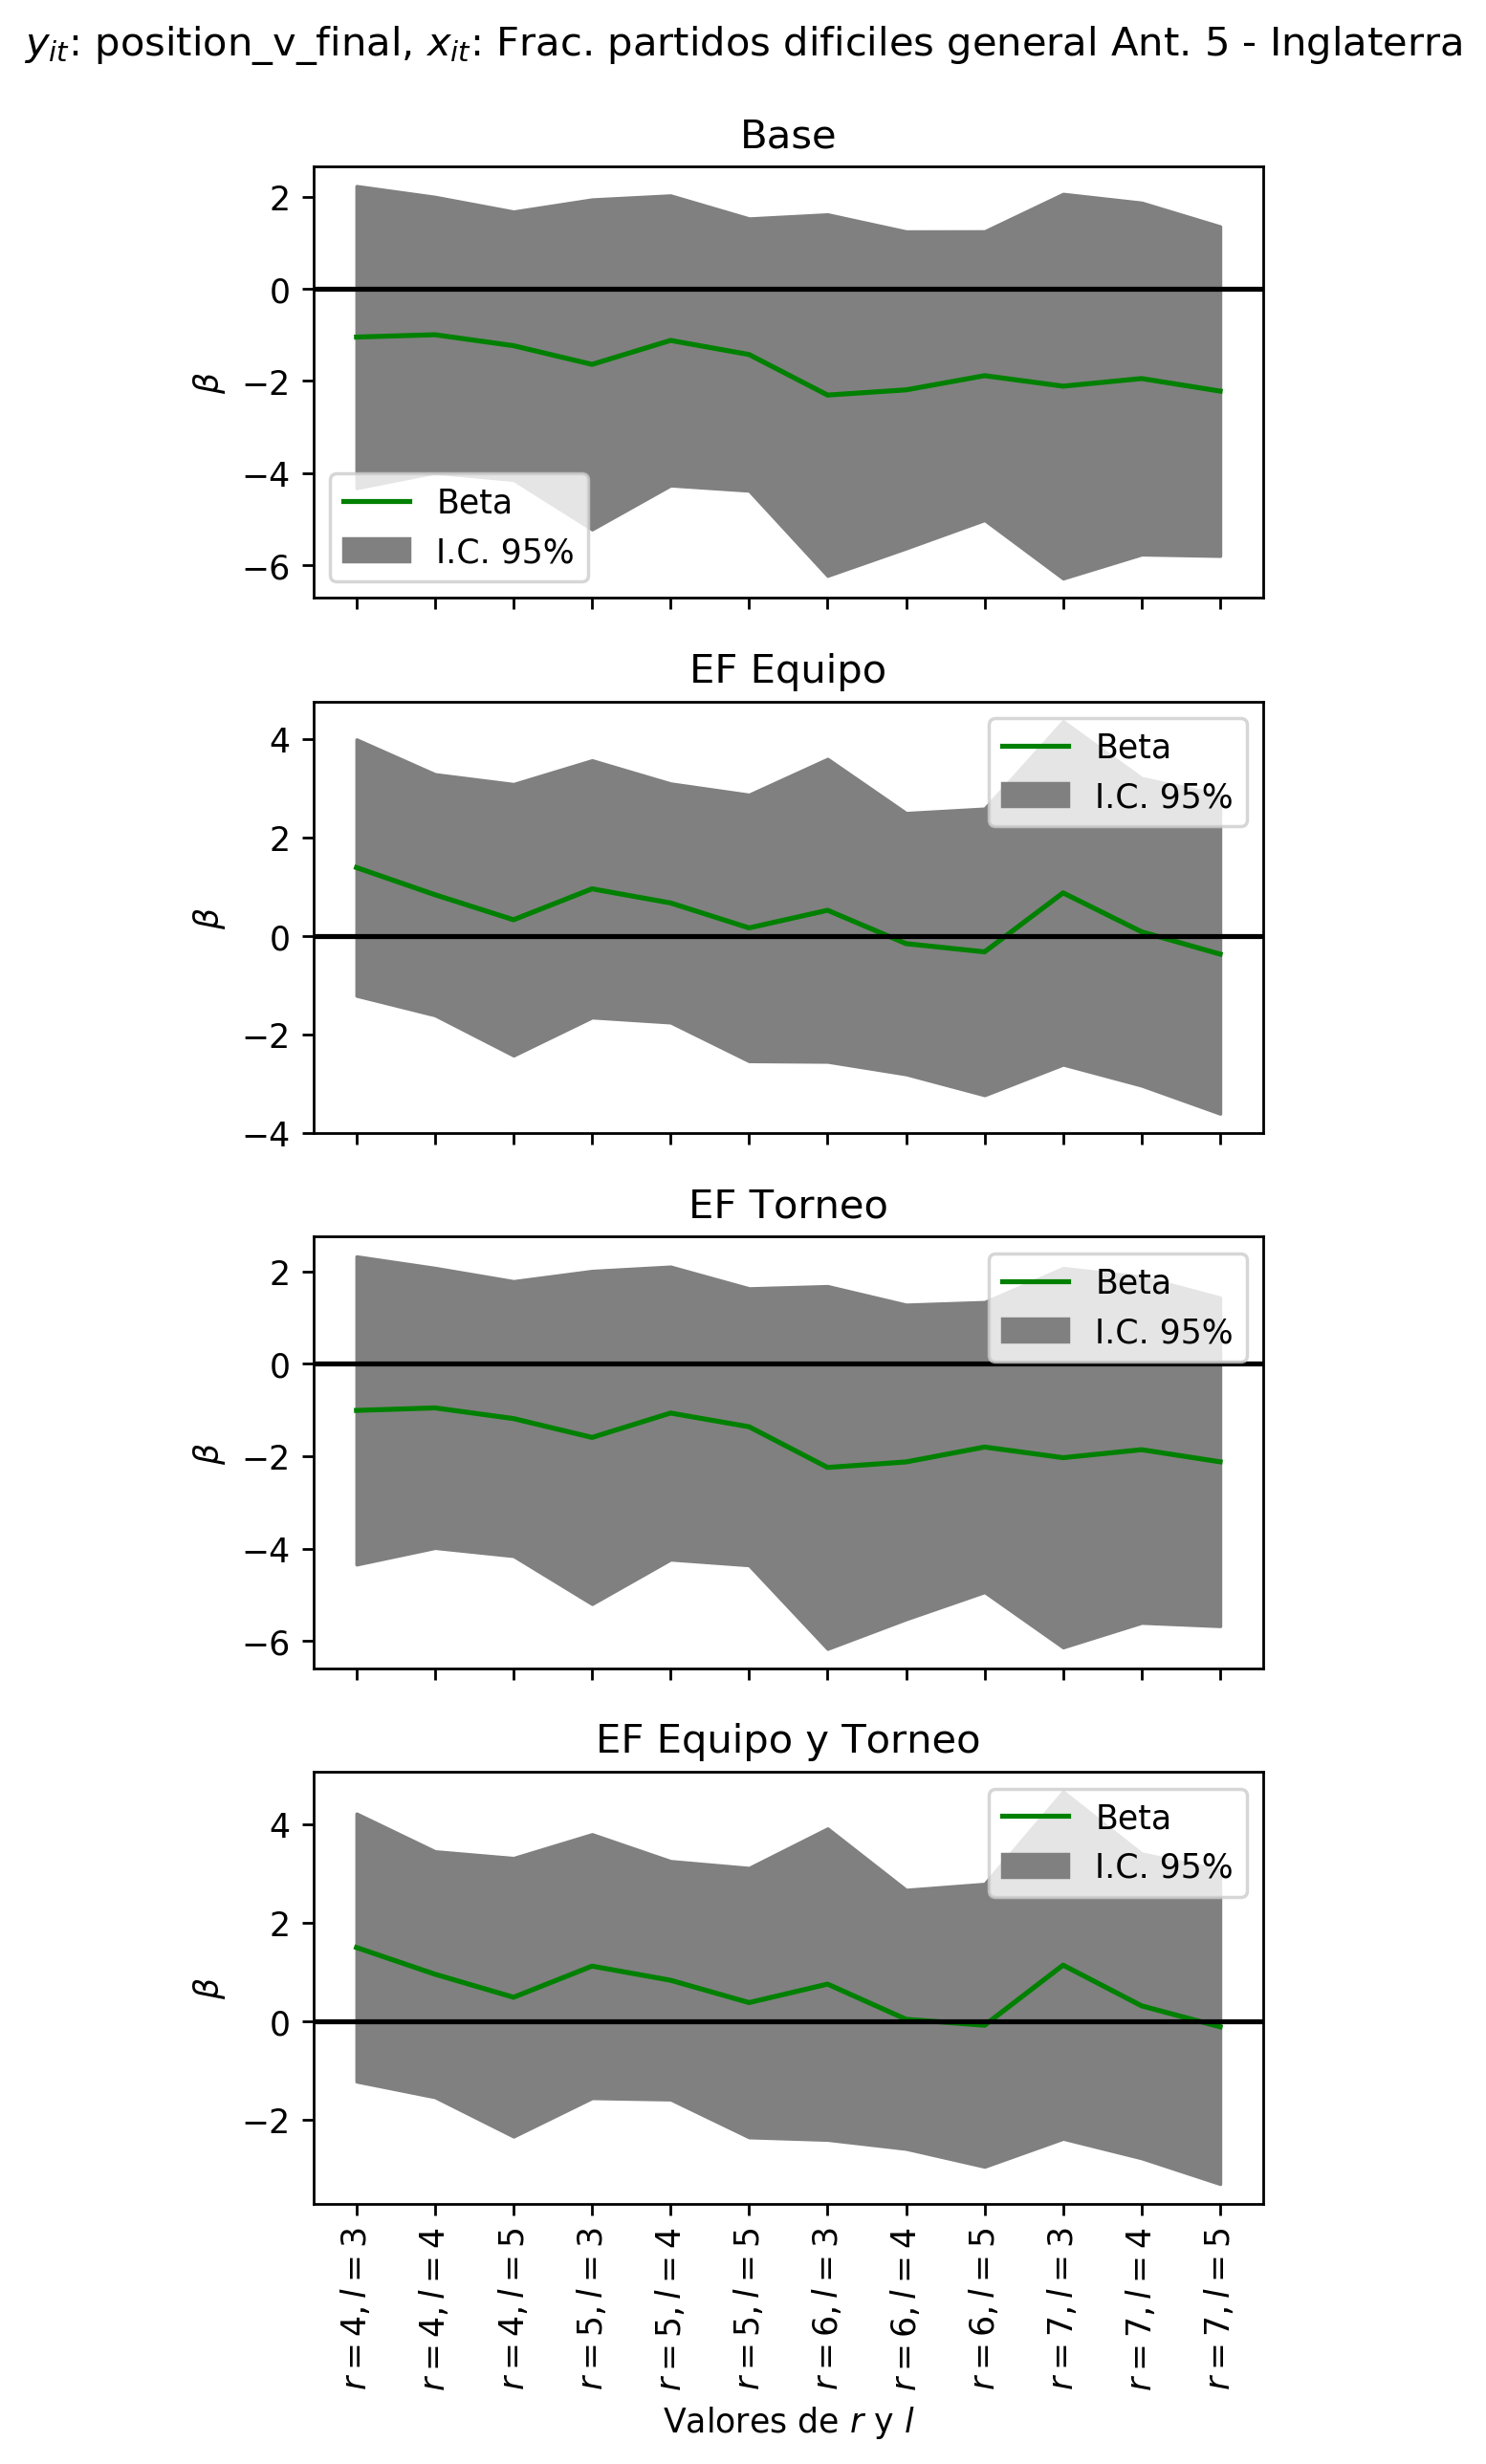 y_it: position_v_final, x_it: Frac. partidos dificiles general Ant. 5 - Inglaterra
Base
2
0
−2
−4
−6
β
Beta
I.C. 95%
EF Equipo
4
2
0
−2
−4
β
Beta
I.C. 95%
EF Torneo
2
0
−2
−4
−6
β
Beta
I.C. 95%
EF Equipo y Torneo
4
2
0
−2
β
Beta
I.C. 95%
r = 4, l = 3
r = 4, l = 4
r = 4, l = 5
r = 5, l = 3
r = 5, l = 4
r = 5, l = 5
r = 6, l = 3
r = 6, l = 4
r = 6, l = 5
r = 7, l = 3
r = 7, l = 4
r = 7, l = 5
Valores de r y l